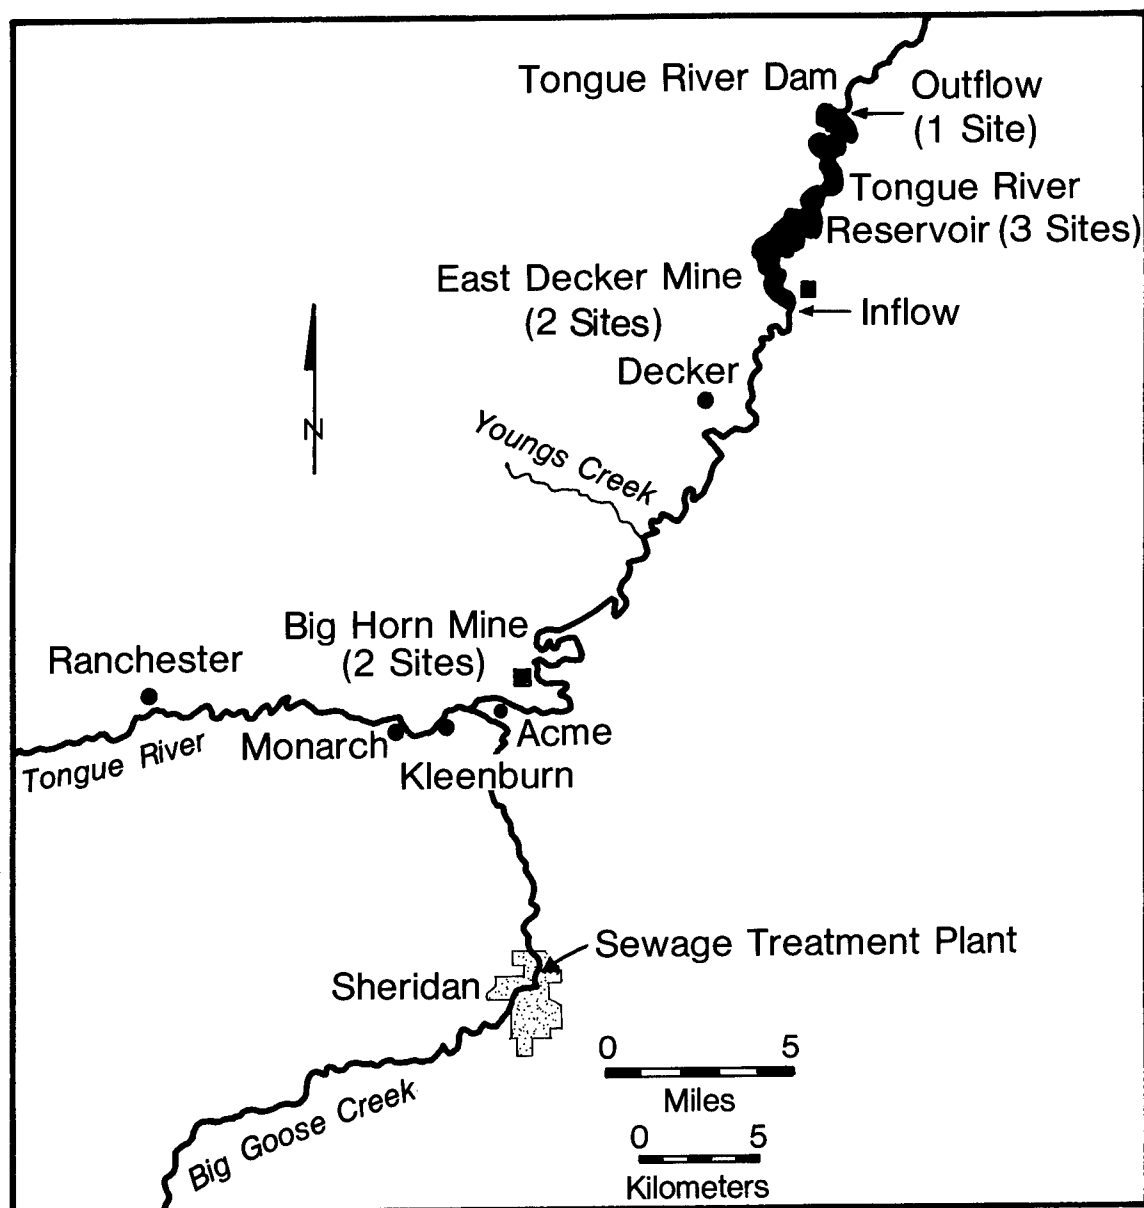 Tongue River Dam
Outflow
(1 Site)
Tongue River
Reservoir (3 Sites)
East Decker Mine
(2 Sites)
Inflow
Decker
N
Youngs Creek
Big Horn Mine
(2 Sites)
Ranchester
Tongue River
Monarch
Acme
Kleenburn
Sewage Treatment Plant
Sheridan
0 5
Miles
Big Goose Creek
0 5
Kilometers